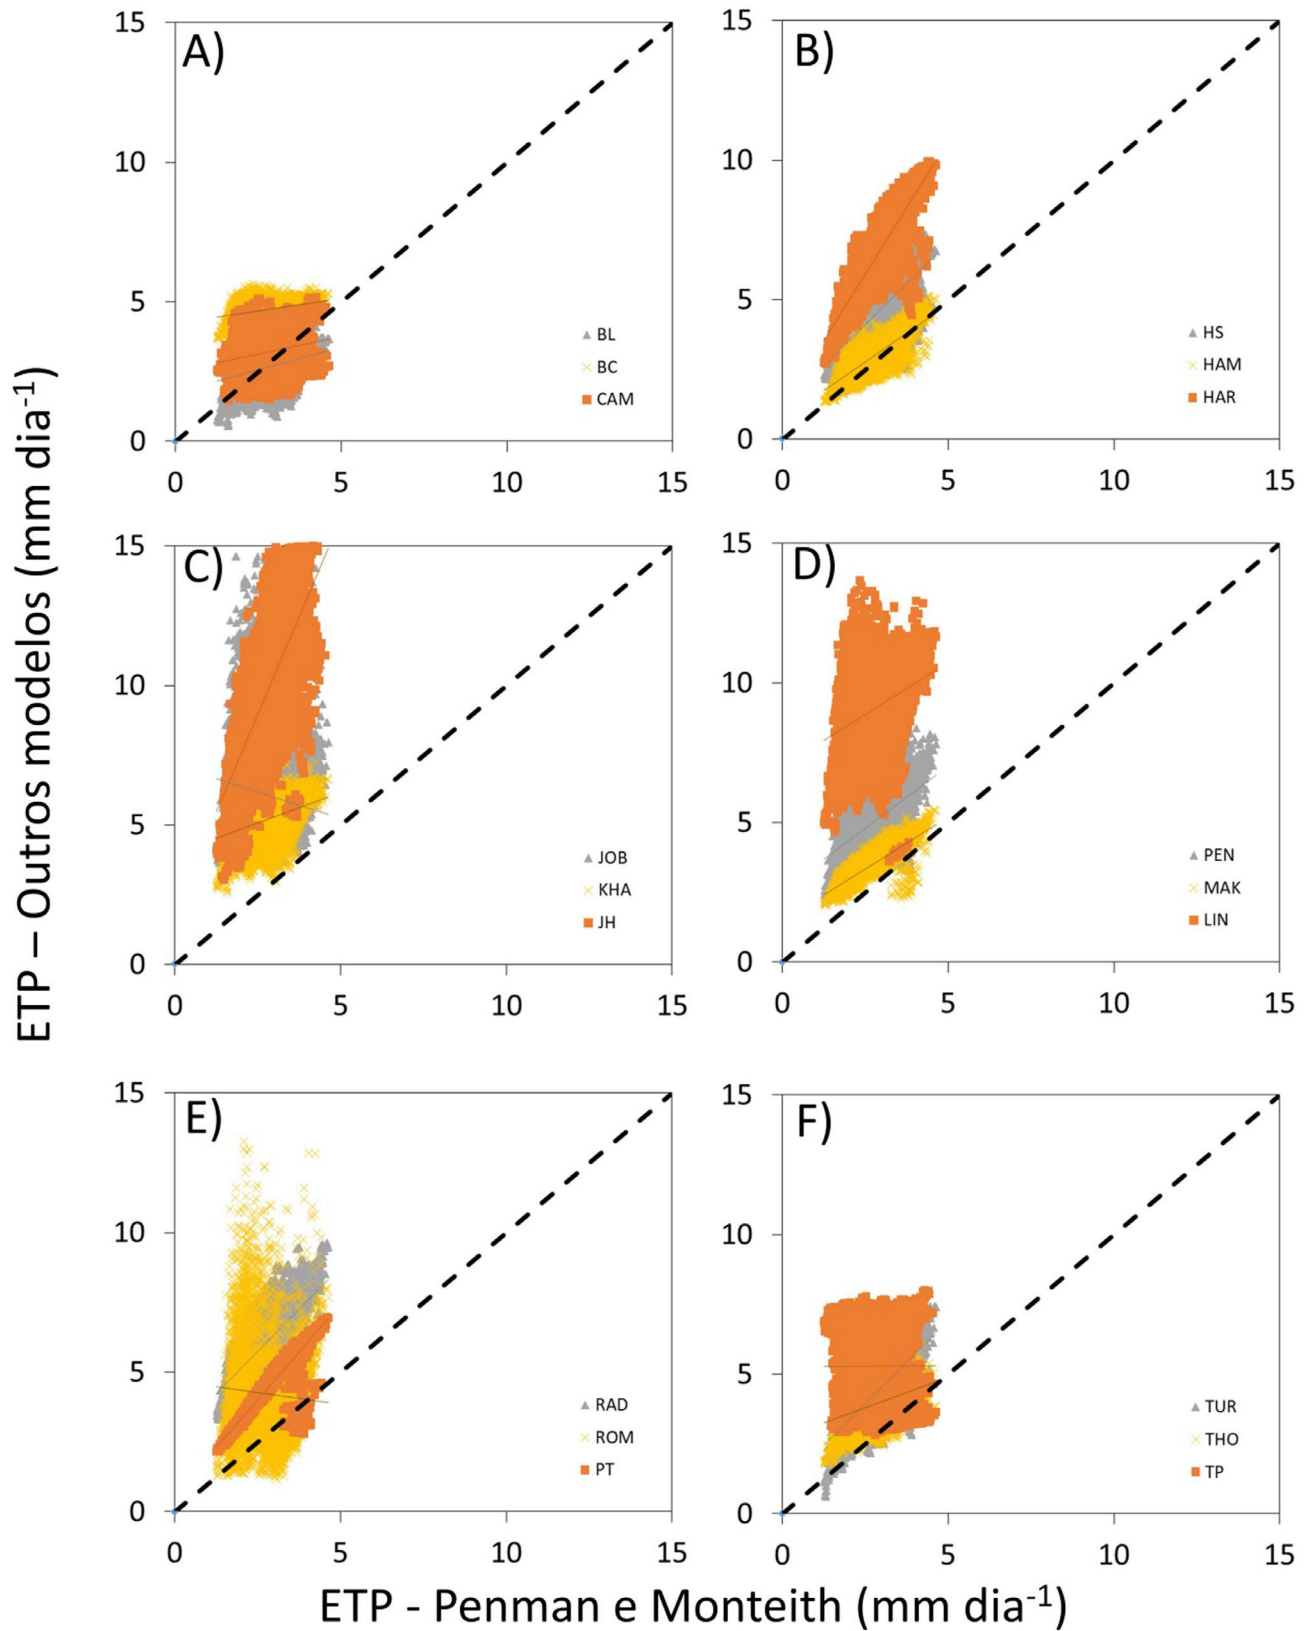 ETP – Outros modelos (mm dia-1)
A)
15
10
5
0
0 5 10 15
BL
BC
CAM
B)
15
10
5
0
0 5 10 15
HS
HAM
HAR
C)
15
10
5
0
0 5 10 15
JOB
KHA
JH
D)
15
10
5
0
0 5 10 15
PEN
MAK
LIN
E)
15
10
5
0
0 5 10 15
RAD
ROM
PT
F)
15
10
5
0
0 5 10 15
TUR
THO
TP
ETP - Penman e Monteith (mm dia-1)